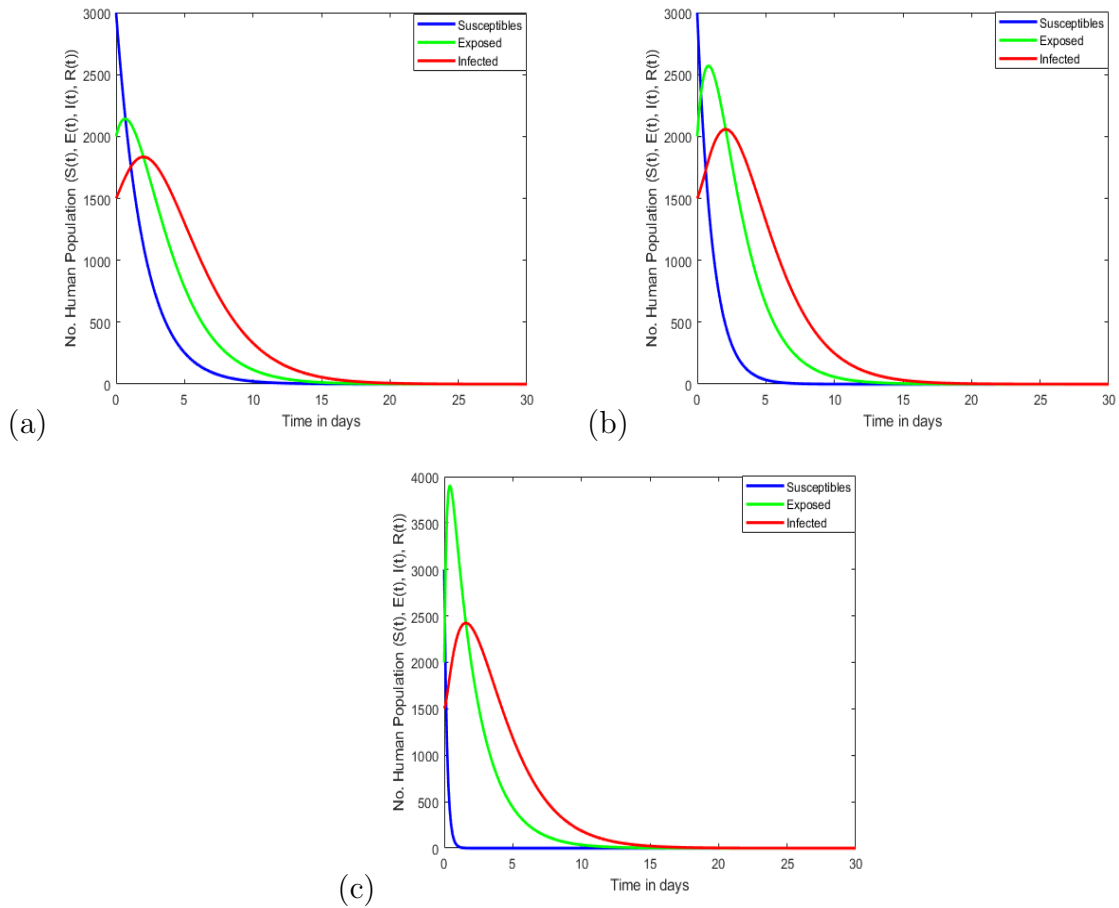 3000
2500
2000
1500
1000
500
0
No. Human Population (S(t), E(t), I(t), R(t))
Susceptibles
Exposed
Infected
0 5 10 15 20 25 30
Time in days
(a)
3000
2500
2000
1500
1000
500
0
No. Human Population (S(t), E(t), I(t), R(t))
Susceptibles
Exposed
Infected
0 5 10 15 20 25 30
Time in days
(b)
4000
3500
3000
2500
2000
1500
1000
500
0
No. Human Population (S(t), E(t), I(t), R(t))
Susceptibles
Exposed
Infected
0 5 10 15 20 25 30
Time in days
(c)